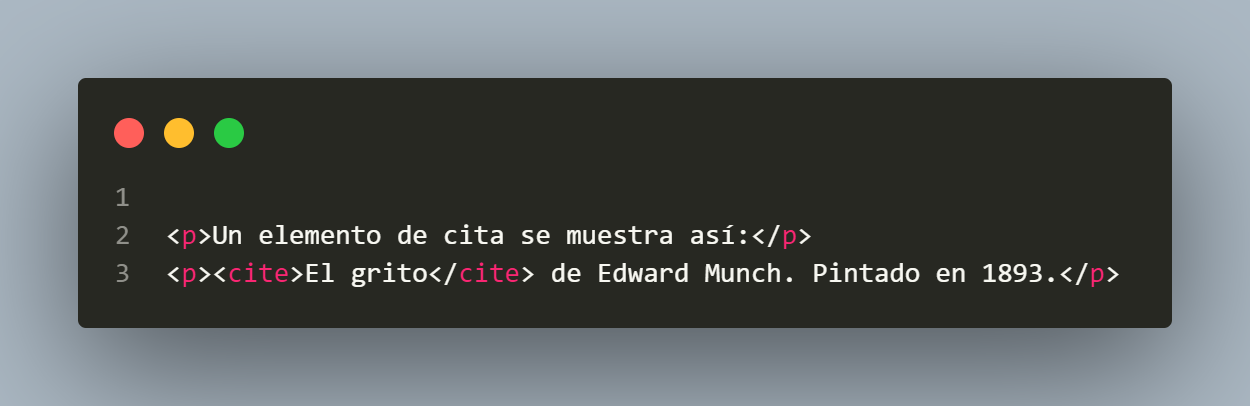 1
2 <p>Un elemento de cita se muestra así:</p>
3 <p><cite>El grito</cite> de Edward Munch. Pintado en 1893.</p>